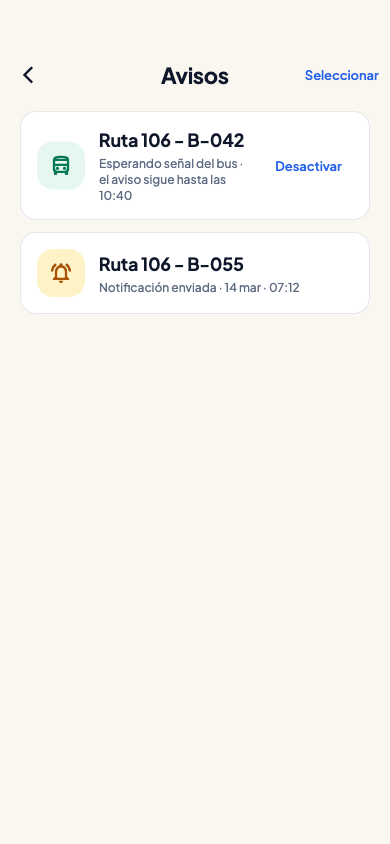 Avisos
Seleccionar
Ruta 106 - B-042
Esperando señal del bus ·
el aviso sigue hasta las
10:40
Desactivar
Ruta 106 - B-055
Notificación enviada · 14 mar · 07:12